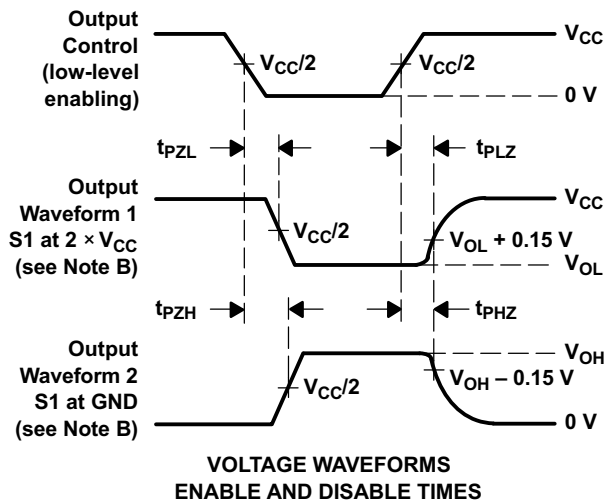 Output
Control
(low-level
enabling)
V_CC/2
V_CC/2
V_CC
0 V
t_PZL
t_PLZ
Output
Waveform 1
S1 at 2 × V_CC
(see Note B)
V_CC/2
V_CC
V_OL + 0.15 V
V_OL
t_PZH
t_PHZ
Output
Waveform 2
S1 at GND
(see Note B)
V_CC/2
V_OH
V_OH – 0.15 V
0 V
VOLTAGE WAVEFORMS
ENABLE AND DISABLE TIMES